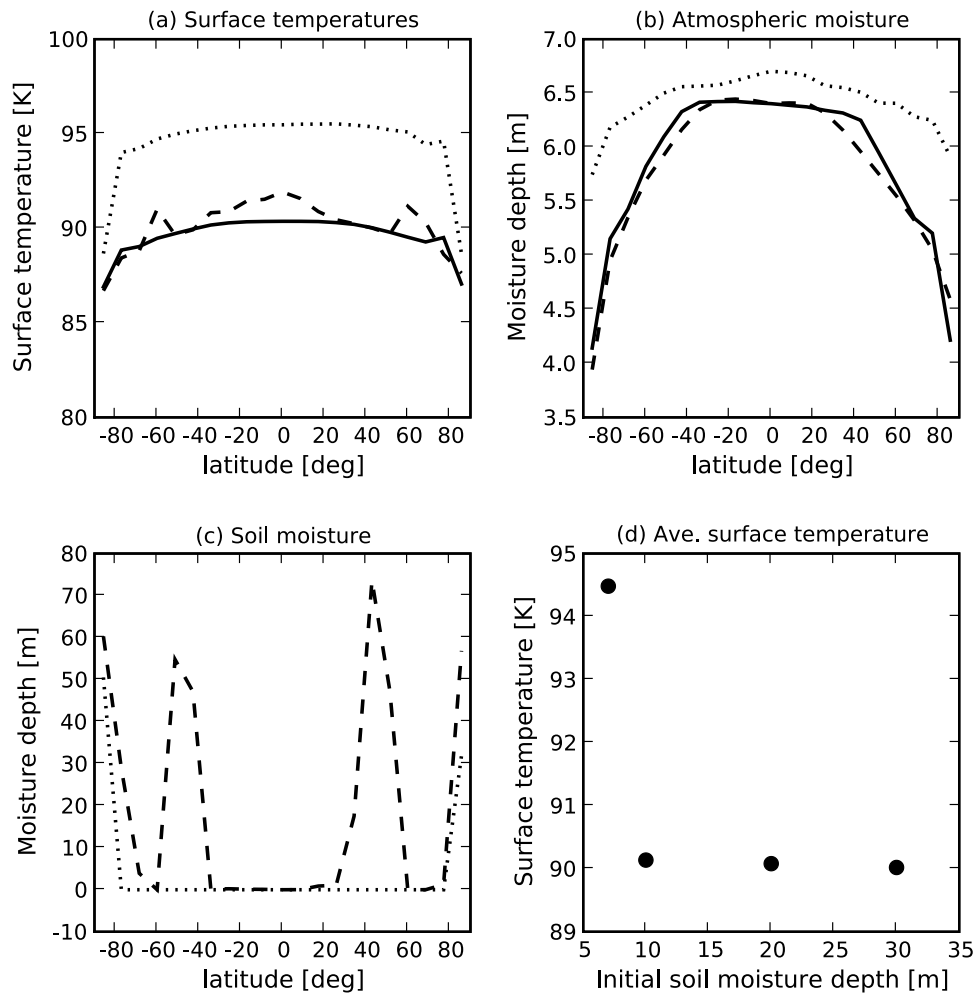 (a) Surface temperatures
100
95
90
85
80
Surface temperature [K]
-80 -60 -40 -20 0 20 40 60 80
latitude [deg]
(b) Atmospheric moisture
7.0
6.5
6.0
5.5
5.0
4.5
4.0
3.5
Moisture depth [m]
-80 -60 -40 -20 0 20 40 60 80
latitude [deg]
(c) Soil moisture
80
70
60
50
40
30
20
10
0
-10
Moisture depth [m]
-80 -60 -40 -20 0 20 40 60 80
latitude [deg]
(d) Ave. surface temperature
95
94
93
92
91
90
89
Surface temperature [K]
5 10 15 20 25 30 35
Initial soil moisture depth [m]